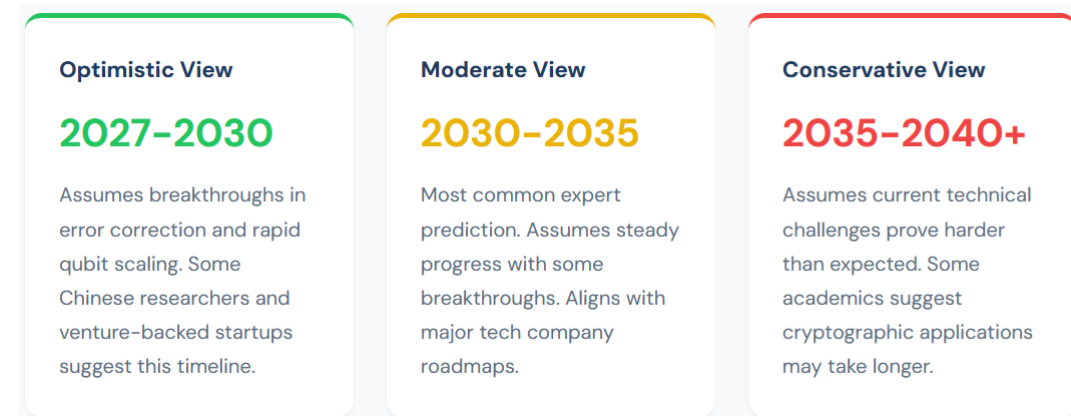 Optimistic View
2027-2030
Assumes breakthroughs in
error correction and rapid
qubit scaling. Some
Chinese researchers and
venture-backed startups
suggest this timeline.
Moderate View
2030-2035
Most common expert
prediction. Assumes steady
progress with some
breakthroughs. Aligns with
major tech company
roadmaps.
Conservative View
2035-2040+
Assumes current technical
challenges prove harder
than expected. Some
academics suggest
cryptographic applications
may take longer.